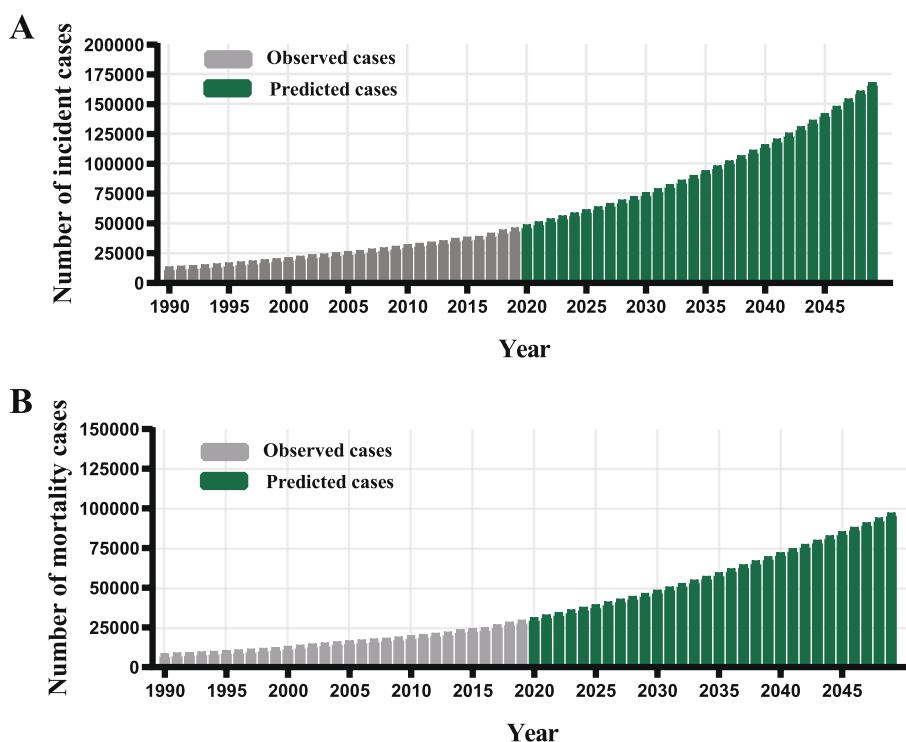 A
Number of incident cases
200000
175000
150000
125000
100000
75000
50000
25000
0
Observed cases
Predicted cases
1990 1995 2000 2005 2010 2015 2020 2025 2030 2035 2040 2045
Year
B
Number of mortality cases
150000
125000
100000
75000
50000
25000
0
Observed cases
Predicted cases
1990 1995 2000 2005 2010 2015 2020 2025 2030 2035 2040 2045
Year